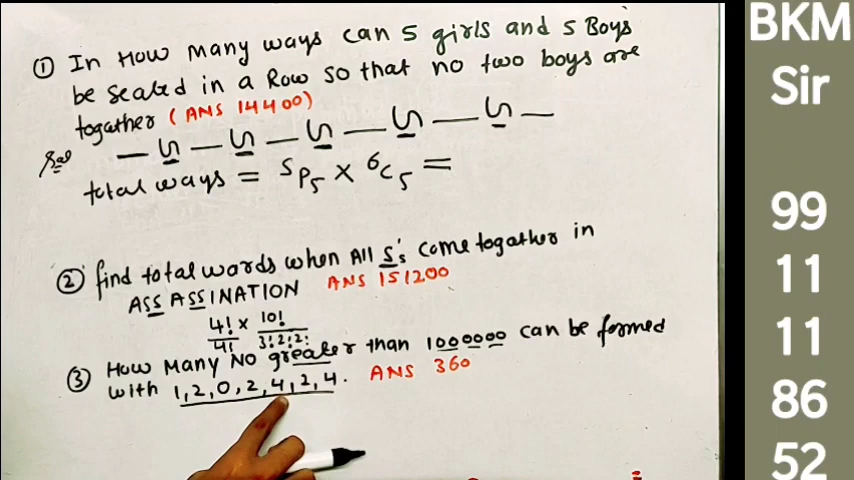 ① In How many ways can 5 girls and 5 Boys
be seated in a Row so that no two boys are
togather (ANS 14400)
Sol
total ways = 5P5 × 6C5 =
② find total words when All S's come togather in
ASSASSINATION ANS 151200
4!/4! × 10!/3!2!2!
③ How Many No greater than 1000000 can be formed
with 1,2,0,2,4,2,4. ANS 360
BKM
Sir
99
11
11
86
52